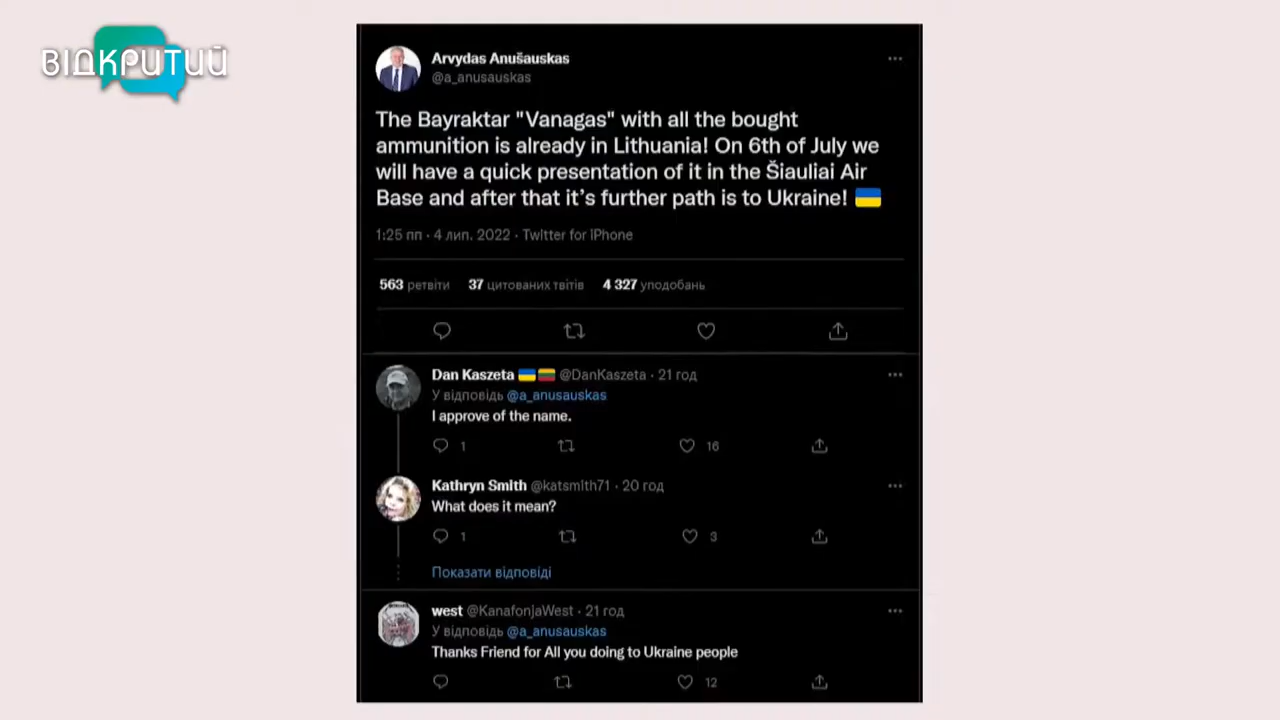 ВІДКРИТИЙ
Arvydas Anušauskas
@a_anusauskas
The Bayraktar "Vanagas" with all the bought
ammunition is already in Lithuania! On 6th of July we
will have a quick presentation of it in the Šiauliai Air
Base and after that it's further path is to Ukraine! 🇺🇦
1:25 пп · 4 лип. 2022 · Twitter for iPhone
563 ретвіти 37 цитованих твітів 4 327 уподобань
Dan Kaszeta 🇺🇦🇱🇹 @DanKaszeta · 21 год
У відповідь @a_anusauskas
I approve of the name.
1 16
Kathryn Smith @katsmith71 · 20 год
What does it mean?
1 3
Показати відповіді
west @KanafonjaWest · 21 год
У відповідь @a_anusauskas
Thanks Friend for All you doing to Ukraine people
12